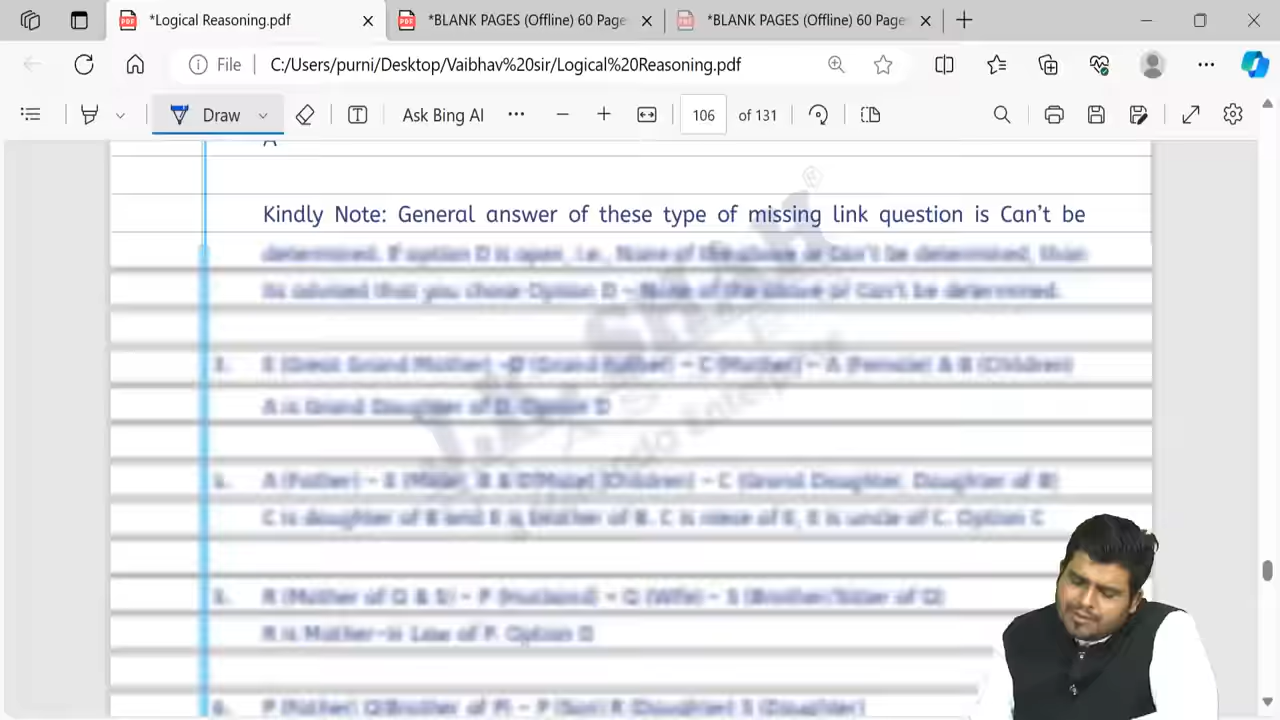 *Logical Reasoning.pdf
*BLANK PAGES (Offline) 60 Page
*BLANK PAGES (Offline) 60 Page
File
C:/Users/purni/Desktop/Vaibhav%20sir/Logical%20Reasoning.pdf
Draw
Ask Bing AI
106 of 131
A
Kindly Note: General answer of these type of missing link question is Can't be
determined. If option D is open, i.e., None of the above or Can't be determined, than
its advised that you chose Option D – None of the above or Can't be determined.
3. E (Great Grand Mother) –D (Grand Father) – C (Mother) – A (Female) & B (Children)
A is Grand Daughter of D. Option D
A (Father) – E (Male), B & D(Male) (Children) – C (Grand Daughter, Daughter of B)
C is daughter of B and E is brother of B. C is niece of E, E is uncle of C. Option C
5. R (Mother of Q & S) – P (Husband) – Q (Wife) – S (Brother/Sister of Q)
R is Mother-in Law of P. Option D
6. P (Father) Q(Brother of P) – (Son) R (Daughter) S (Daughter)